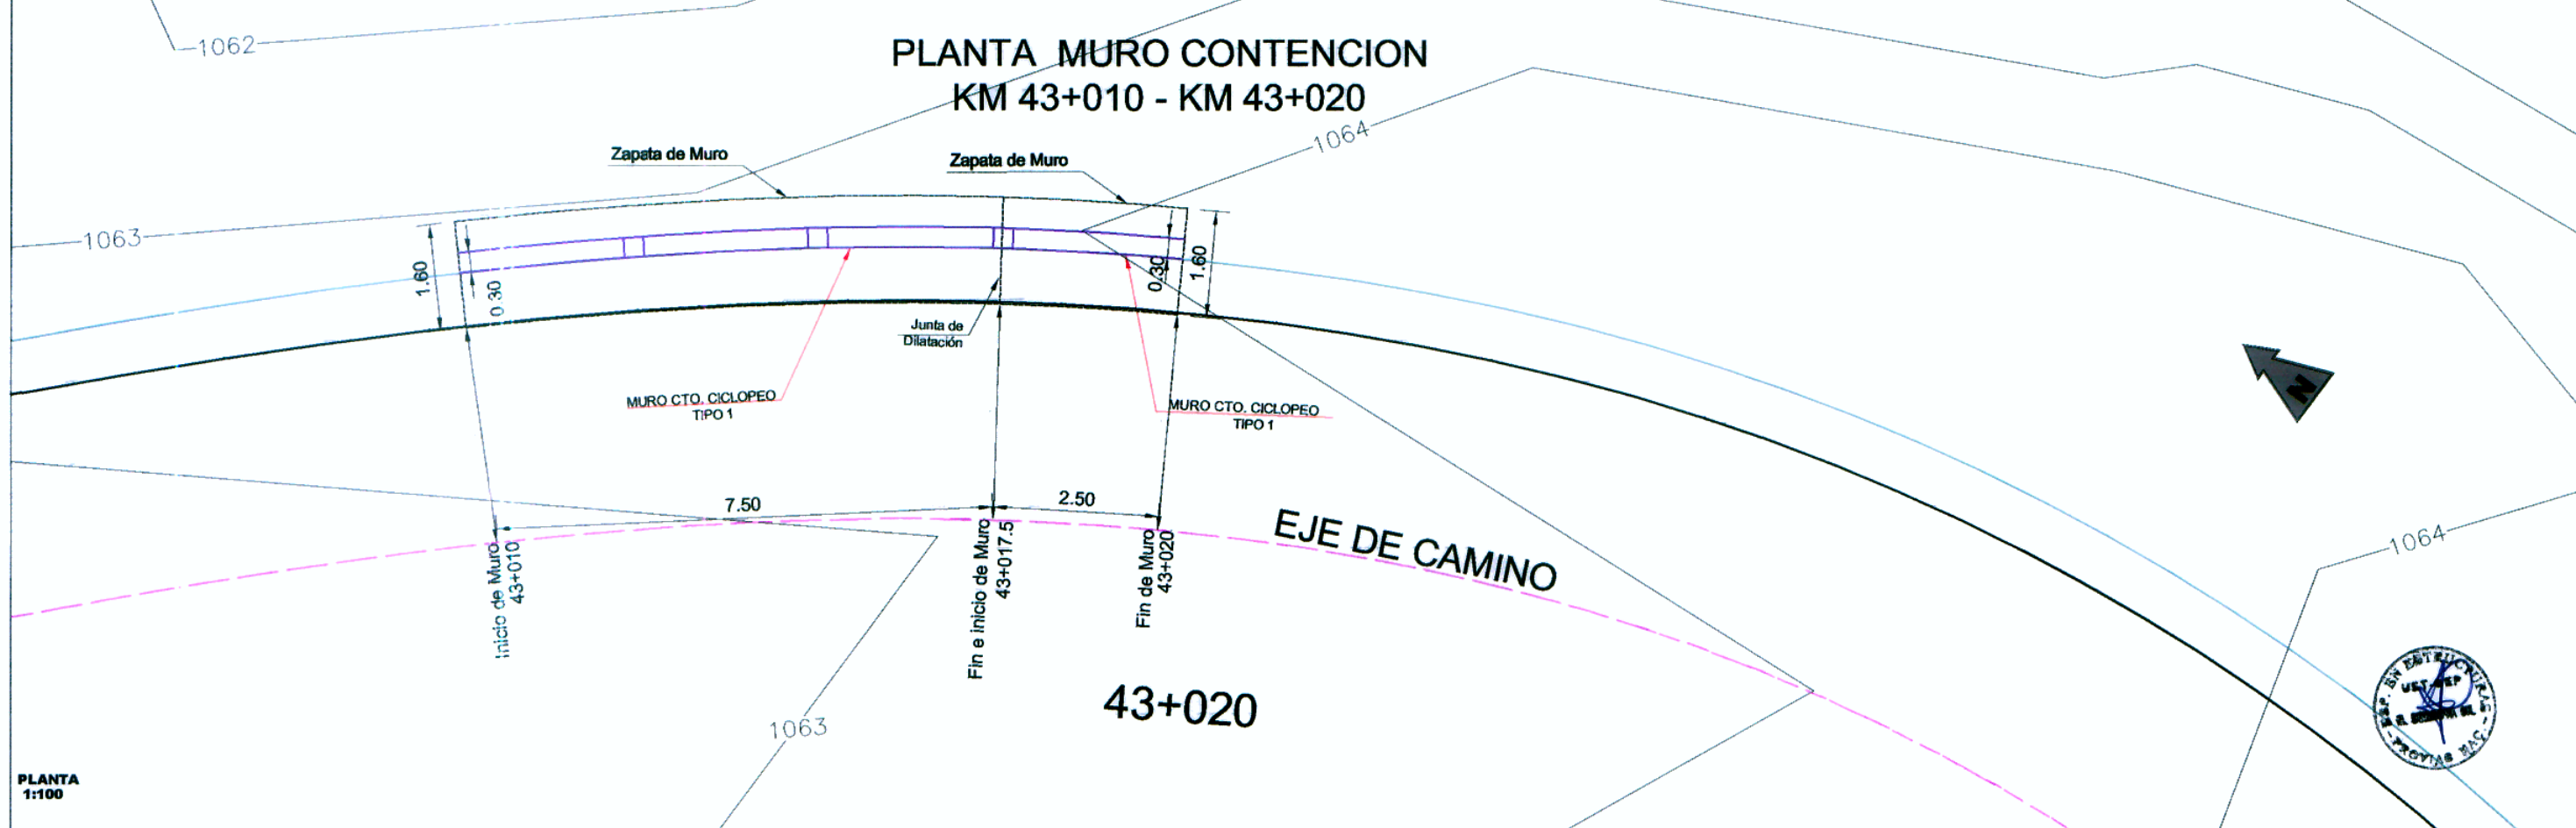 1062
PLANTA MURO CONTENCION
KM 43+010 - KM 43+020
1064
Zapata de Muro
Zapata de Muro
1063
1.60
0.30
0.30
1.60
Junta de
Dilatación
MURO CTO. CICLOPEO
TIPO 1
MURO CTO. CICLOPEO
TIPO 1
N
7.50
2.50
EJE DE CAMINO
Inicio de Muro
43+010
Fin e inicio de Muro
43+017.5
Fin de Muro
43+020
1064
43+020
1063
ESP. EN ESTRUCTURAS
PLANTA
1:100